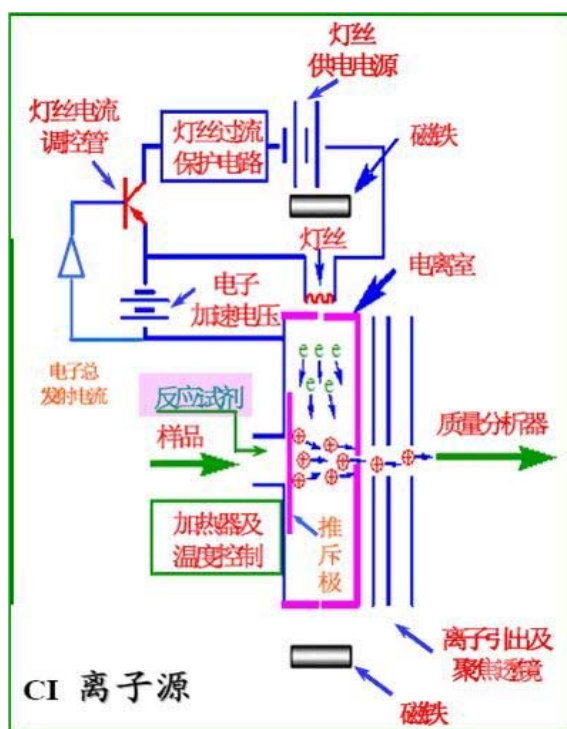 灯丝
供电电源
灯丝电流
调控管
灯丝过流
保护电路
磁铁
灯丝
电离室
电子
加速电压
e e e
e e
电子总
发射电流
反应试剂
样品
质量分析器
加热器及
温度控制
推
斥
极
离子引出及
聚焦透镜
CI 离子源
磁铁